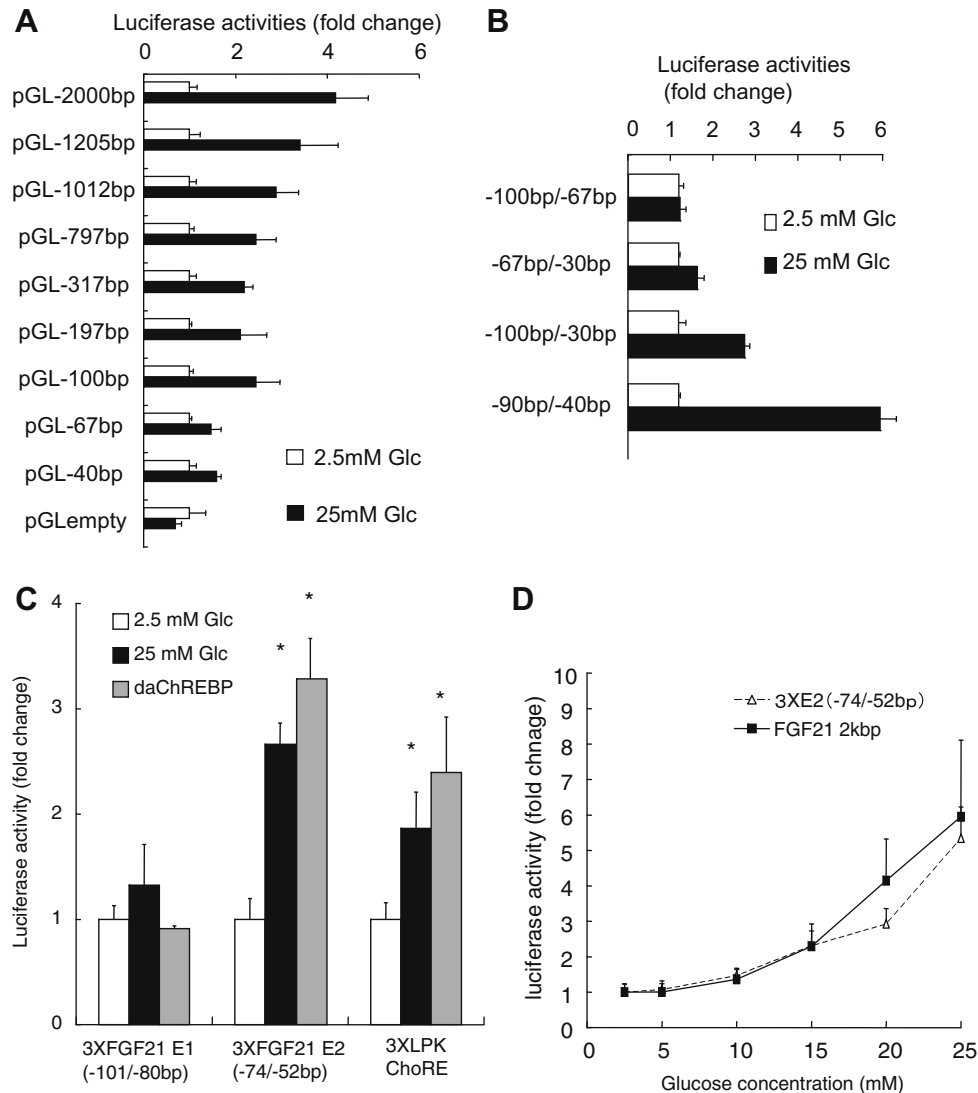 A
Luciferase activities (fold change)
0 2 4 6
pGL-2000bp
pGL-1205bp
pGL-1012bp
pGL-797bp
pGL-317bp
pGL-197bp
pGL-100bp
pGL-67bp
pGL-40bp
pGLempty
2.5mM Glc
25mM Glc
B
Luciferase activities
(fold change)
0 1 2 3 4 5 6
-100bp/-67bp
-67bp/-30bp
-100bp/-30bp
-90bp/-40bp
2.5 mM Glc
25 mM Glc
C
Luciferase activity (fold change)
4
3
2
1
0
2.5 mM Glc
25 mM Glc
daChREBP
* *
* *
3XFGF21 E1
(-101/-80bp)
3XFGF21 E2
(-74/-52bp)
3XLPK
ChoRE
D
luciferase activity (fold chnage)
10
9
8
7
6
5
4
3
2
1
0
3XE2(-74/-52bp)
FGF21 2kbp
0 5 10 15 20 25
Glucose concentration (mM)